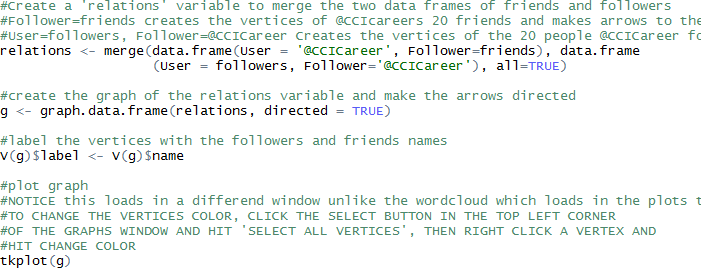 #Create a 'relations' variable to merge the two data frames of friends and followers
#Follower=friends creates the vertices of @CCICareers 20 friends and makes arrows to the
#User=followers, Follower=@CCICareer Creates the vertices of the 20 people @CCICareer fo
relations <- merge(data.frame(User = '@CCICareer', Follower=friends), data.frame
(User = followers, Follower='@CCICareer'), all=TRUE)
#create the graph of the relations variable and make the arrows directed
g <- graph.data.frame(relations, directed = TRUE)
#label the vertices with the followers and friends names
V(g)$label <- V(g)$name
#plot graph
#NOTICE this loads in a differend window unlike the wordcloud which loads in the plots t
#TO CHANGE THE VERTICES COLOR, CLICK THE SELECT BUTTON IN THE TOP LEFT CORNER
#OF THE GRAPHS WINDOW AND HIT 'SELECT ALL VERTICES', THEN RIGHT CLICK A VERTEX AND
#HIT CHANGE COLOR
tkplot(g)